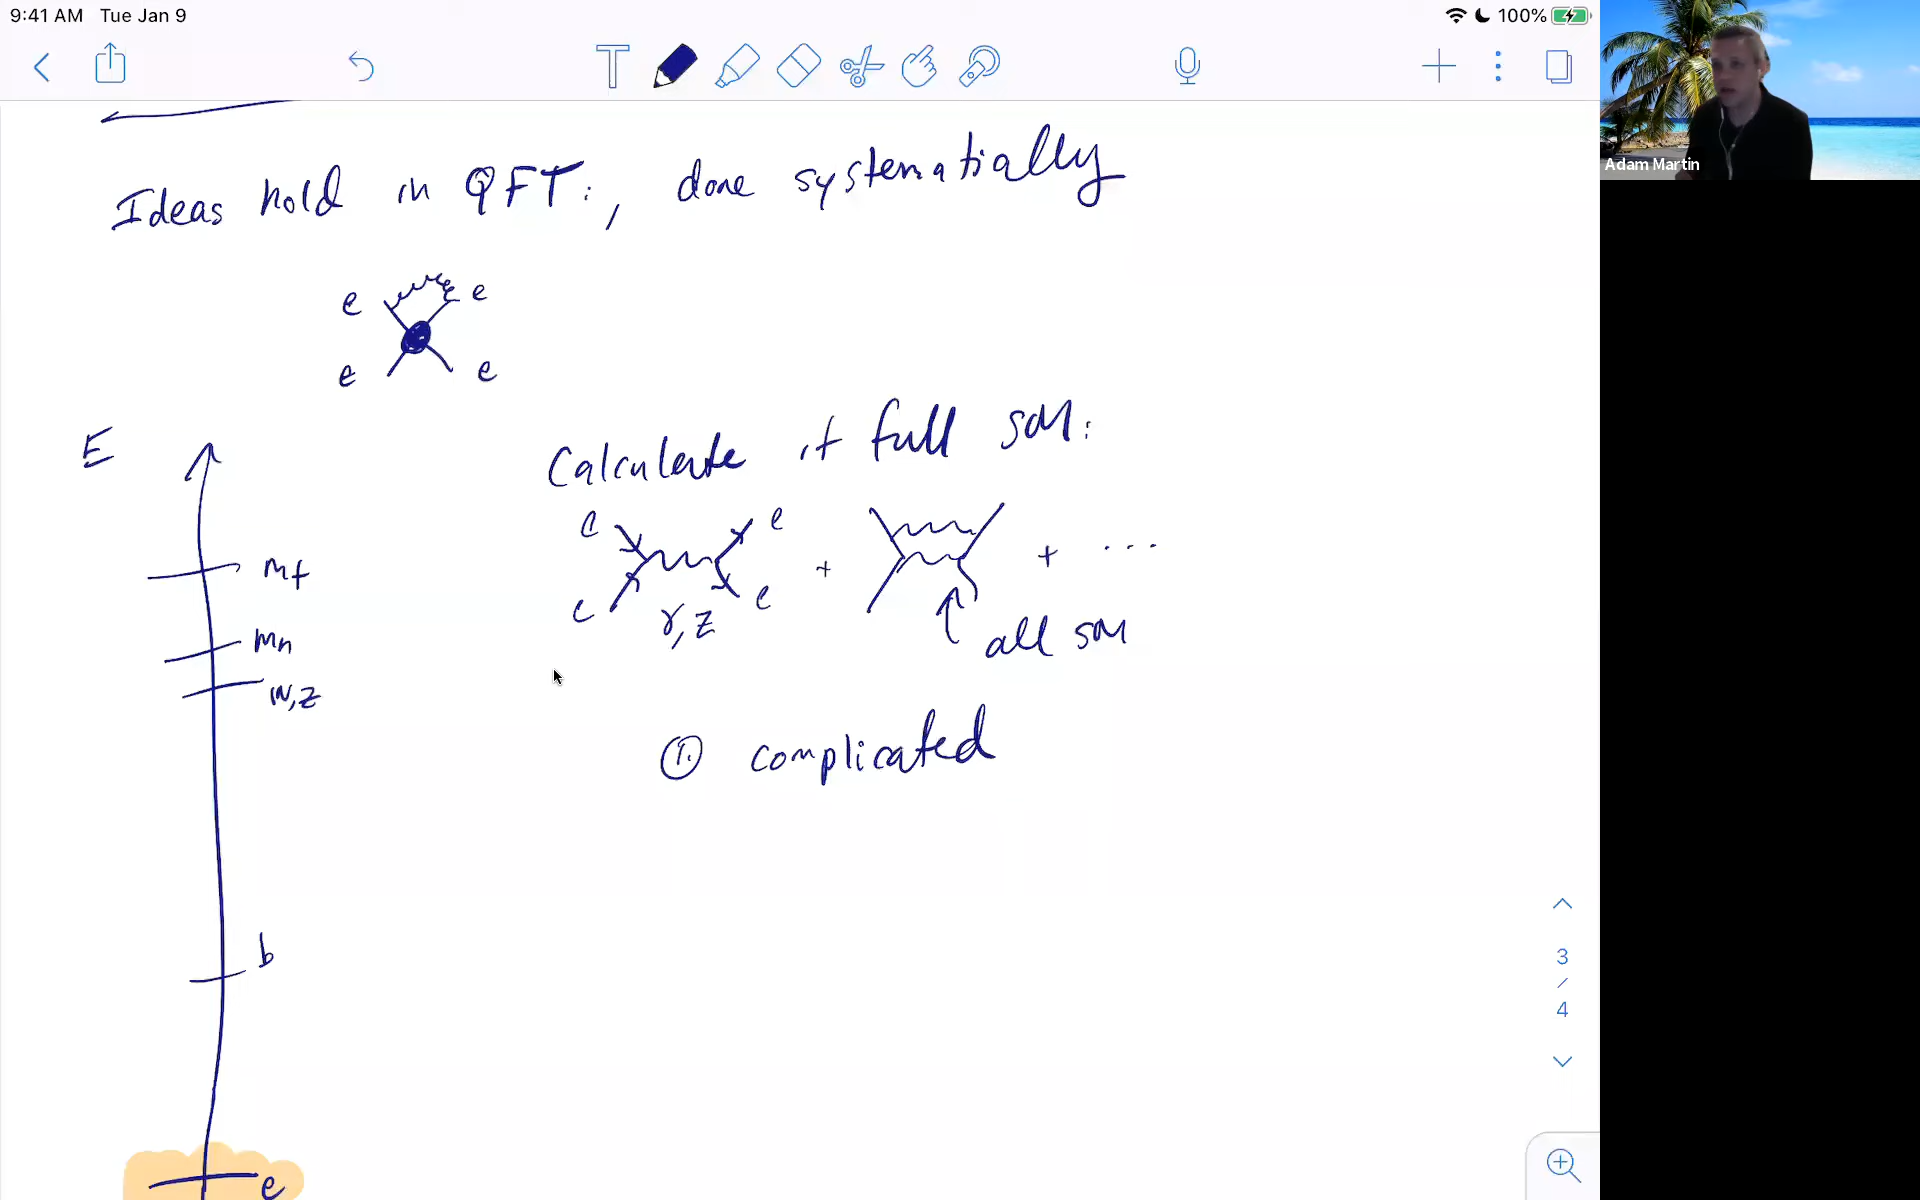 9:41 AM Tue Jan 9
100%
T
Adam Martin
Ideas hold in QFT:, done systematially
e e
e e
E
Calculate it full SM:
e e
+ + ...
e γ, Z e
all SM
mt
mh
W, Z
① complicated
b
e
3
/
4